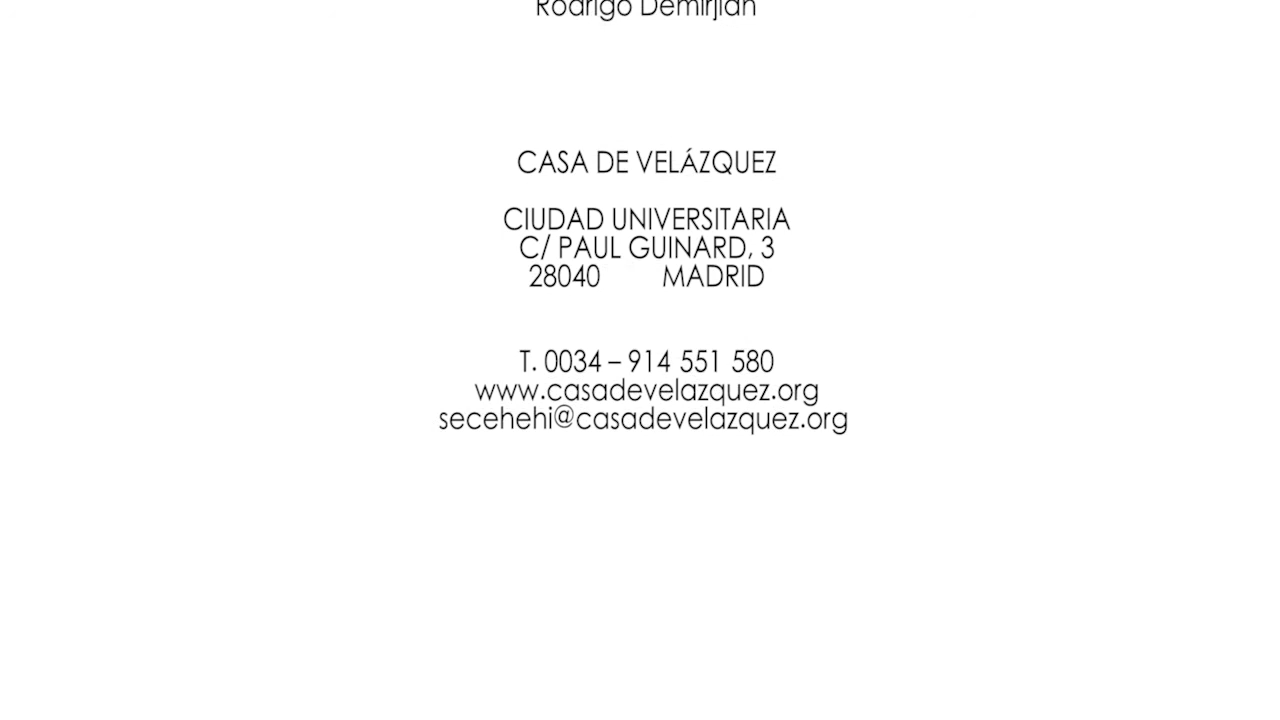 Rodrigo Demirjian
CASA DE VELÁZQUEZ
CIUDAD UNIVERSITARIA
C/ PAUL GUINARD, 3
28040 MADRID
T. 0034 – 914 551 580
www.casadevelazquez.org
secehehi@casadevelazquez.org